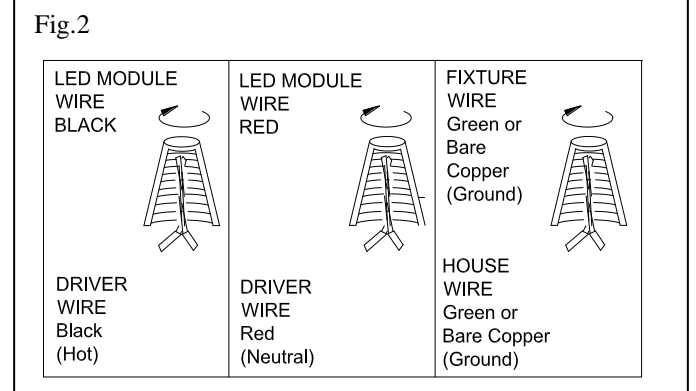 Fig.2
LED MODULE
WIRE
BLACK
DRIVER
WIRE
Black
(Hot)
LED MODULE
WIRE
RED
DRIVER
WIRE
Red
(Neutral)
FIXTURE
WIRE
Green or
Bare
Copper
(Ground)
HOUSE
WIRE
Green or
Bare Copper
(Ground)